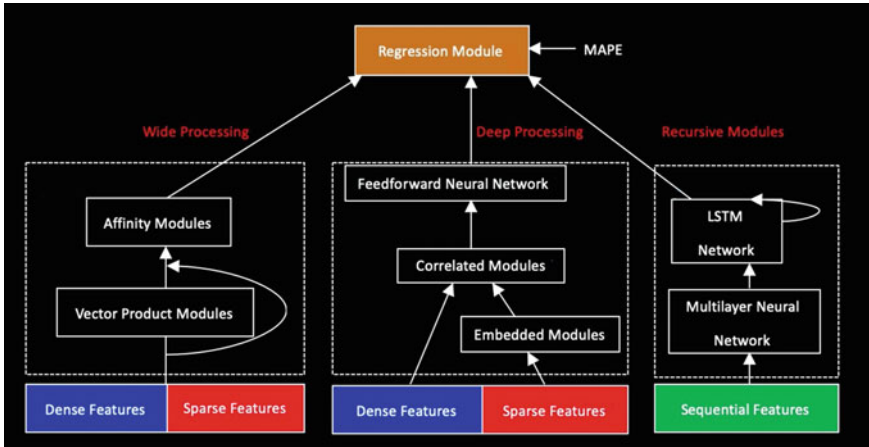 Regression Module
MAPE
Wide Processing
Deep Processing
Recursive Modules
Feedforward Neural Network
Affinity Modules
LSTM
Network
Correlated Modules
Vector Product Modules
Embedded Modules
Multilayer Neural
Network
Dense Features
Sparse Features
Dense Features
Sparse Features
Sequential Features